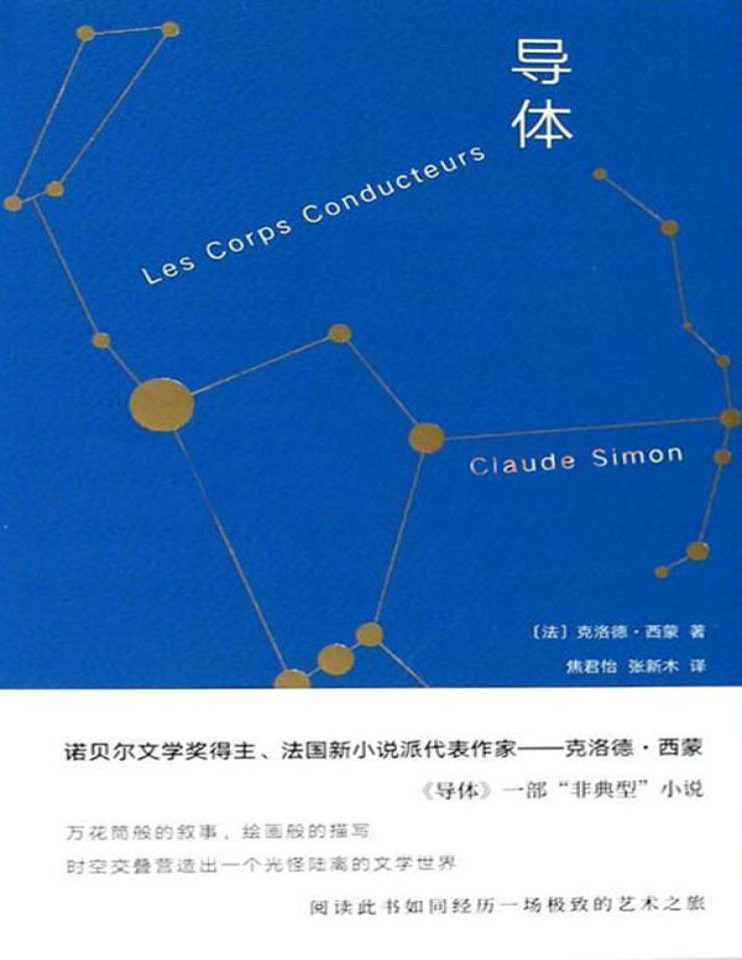 导体
Les Corps Conducteurs
Claude Simon
〔法〕克洛德·西蒙 著
焦君怡 张新木 译
诺贝尔文学奖得主、法国新小说派代表作家——克洛德·西蒙
《导体》一部“非典型”小说
万花筒般的叙事，绘画般的描写
时空交叠营造出一个光怪陆离的文学世界
阅读此书如同经历一场极致的艺术之旅